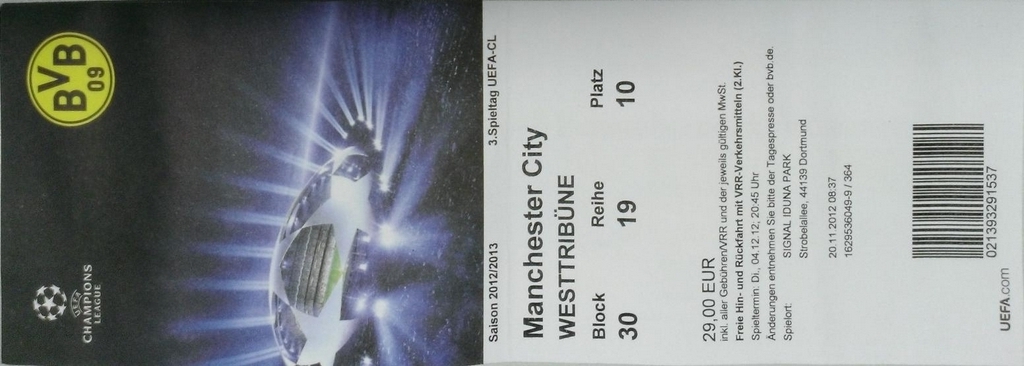 BVB
09
UEFA
CHAMPIONS
LEAGUE
Saison 2012/2013 3.Spieltag UEFA-CL
Manchester City
WESTTRIBÜNE
Block Reihe Platz
30 19 10
29,00 EUR
inkl. aller Gebühren/VRR und der jeweils gültigen MwSt.
Freie Hin- und Rückfahrt mit VRR-Verkehrsmitteln (2.Kl.)
Spieltermin: Di., 04.12.12, 20:45 Uhr
Änderungen entnehmen Sie bitte der Tagespresse oder bvb.de.
Spielort: SIGNAL IDUNA PARK
Strobelallee, 44139 Dortmund
20.11.2012 08:37
1629536049-9 / 364
021393291537
UEFA.com